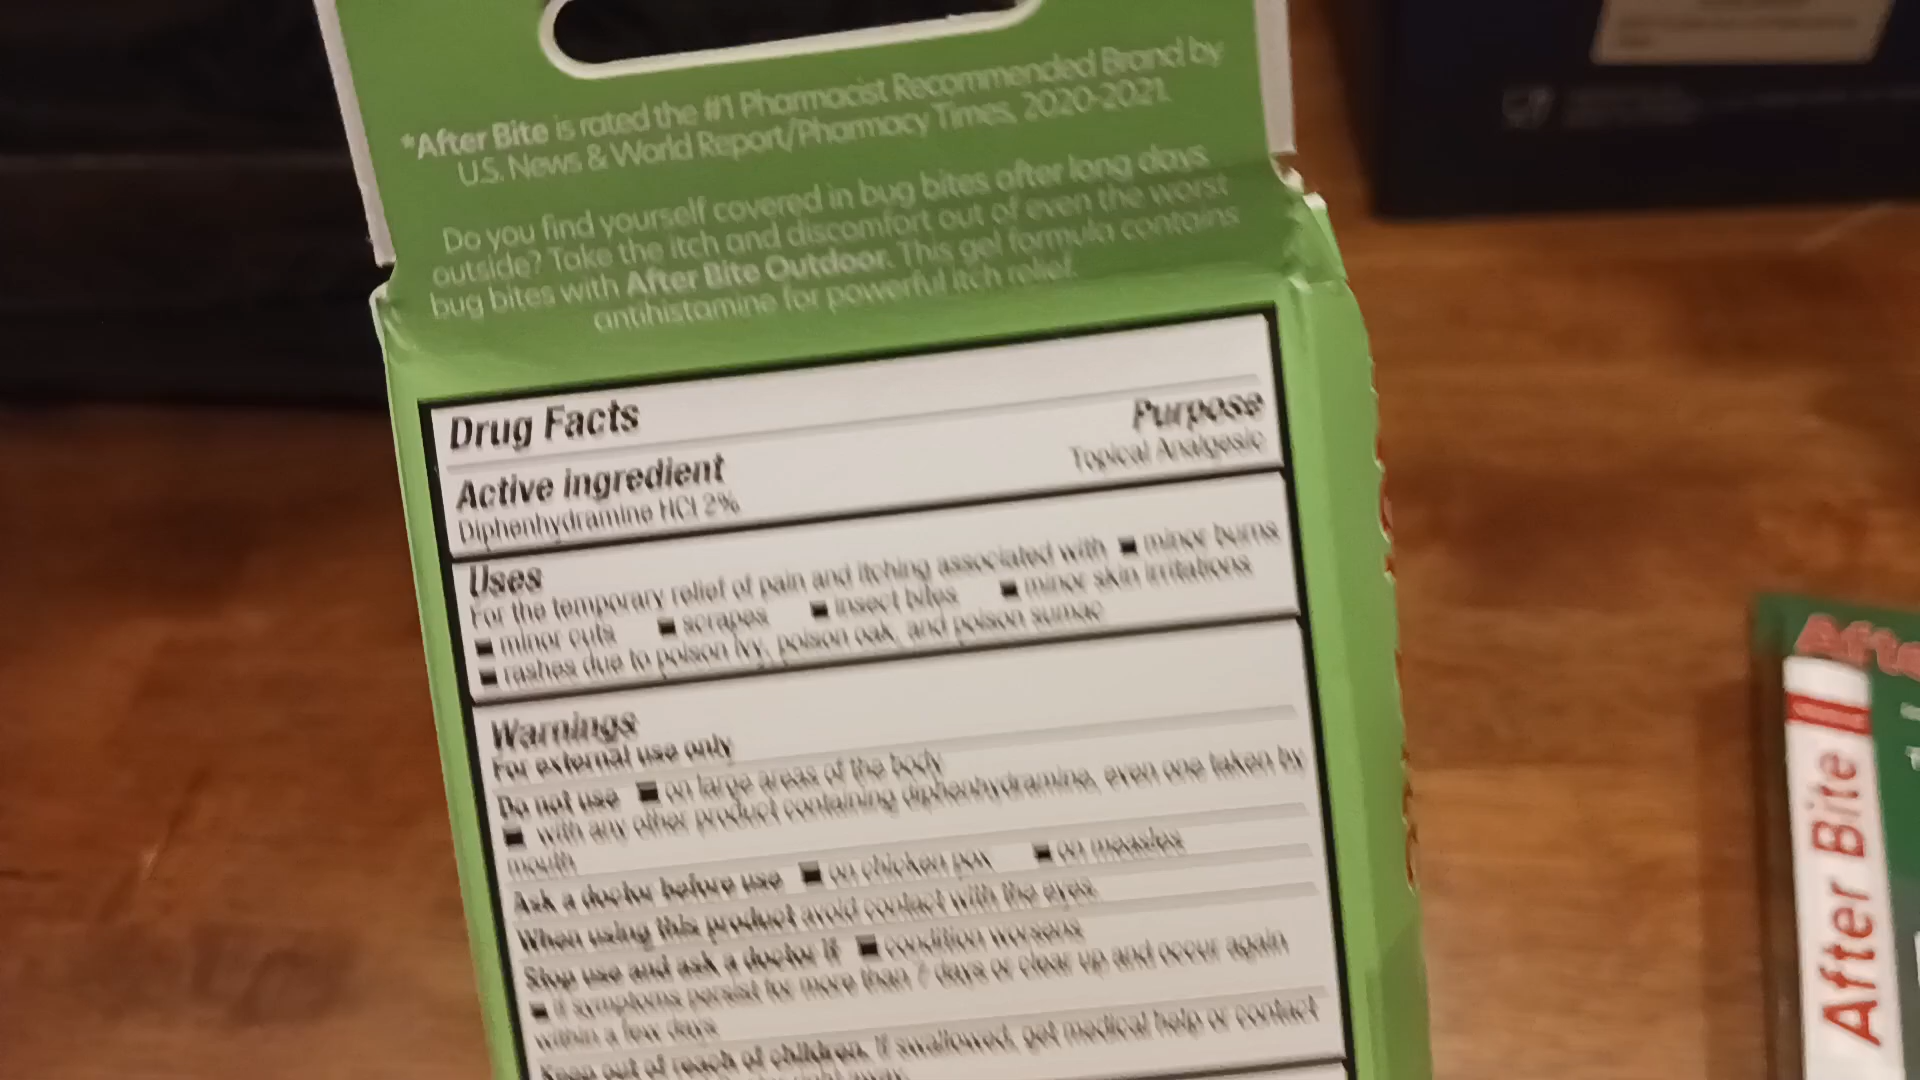 *After Bite is rated the #1 Pharmacist Recommended Brand by
U.S. News & World Report/Pharmacy Times, 2020-2021
Do you find yourself covered in bug bites after long days
outside? Take the itch and discomfort out of even the worst
bug bites with After Bite Outdoor. This gel formula contains
antihistamine for powerful itch relief.
Drug Facts
Active ingredient Purpose
Diphenhydramine HCl 2% Topical Analgesic
Uses
For the temporary relief of pain and itching associated with ■ minor burns
■ minor cuts ■ scrapes ■ insect bites ■ minor skin irritations
■ rashes due to poison ivy, poison oak, and poison sumac
Warnings
For external use only
Do not use ■ on large areas of the body
■ with any other product containing diphenhydramine, even one taken by
mouth
Ask a doctor before use ■ on chicken pox ■ on measles
When using this product avoid contact with the eyes.
Stop use and ask a doctor if ■ condition worsens
■ if symptoms persist for more than 7 days or clear up and occur again
within a few days
Keep out of reach of children. If swallowed, get medical help or contact
After Bite